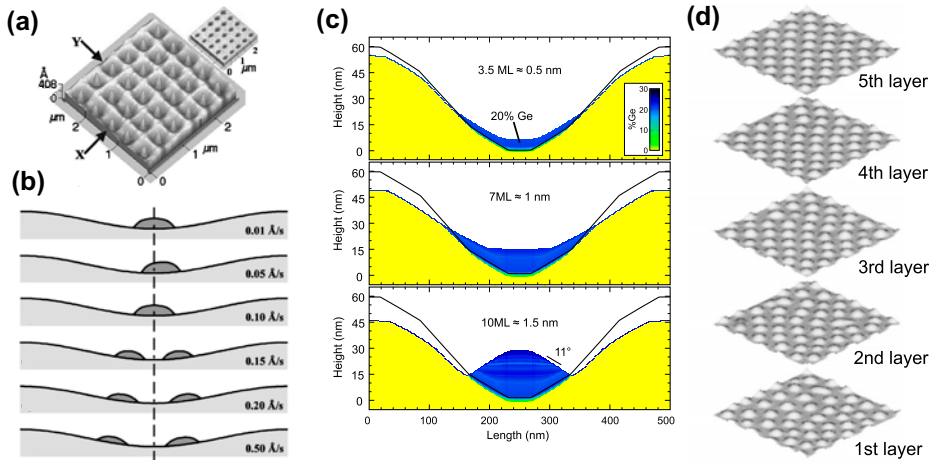 (a)
Y
Å
408
0
μm
2
1
0
X
0
1
2
μm
0
1
2
μm
(b)
0.01 Å/s
0.05 Å/s
0.10 Å/s
0.15 Å/s
0.20 Å/s
0.50 Å/s
(c)
60
45
30
15
0
Height (nm)
3.5 ML ≈ 0.5 nm
20% Ge
30
20
10
0
%Ge
60
45
30
15
0
Height (nm)
7ML ≈ 1 nm
60
45
30
15
0
Height (nm)
10ML ≈ 1.5 nm
11°
0 100 200 300 400 500
Length (nm)
(d)
5th layer
4th layer
3rd layer
2nd layer
1st layer